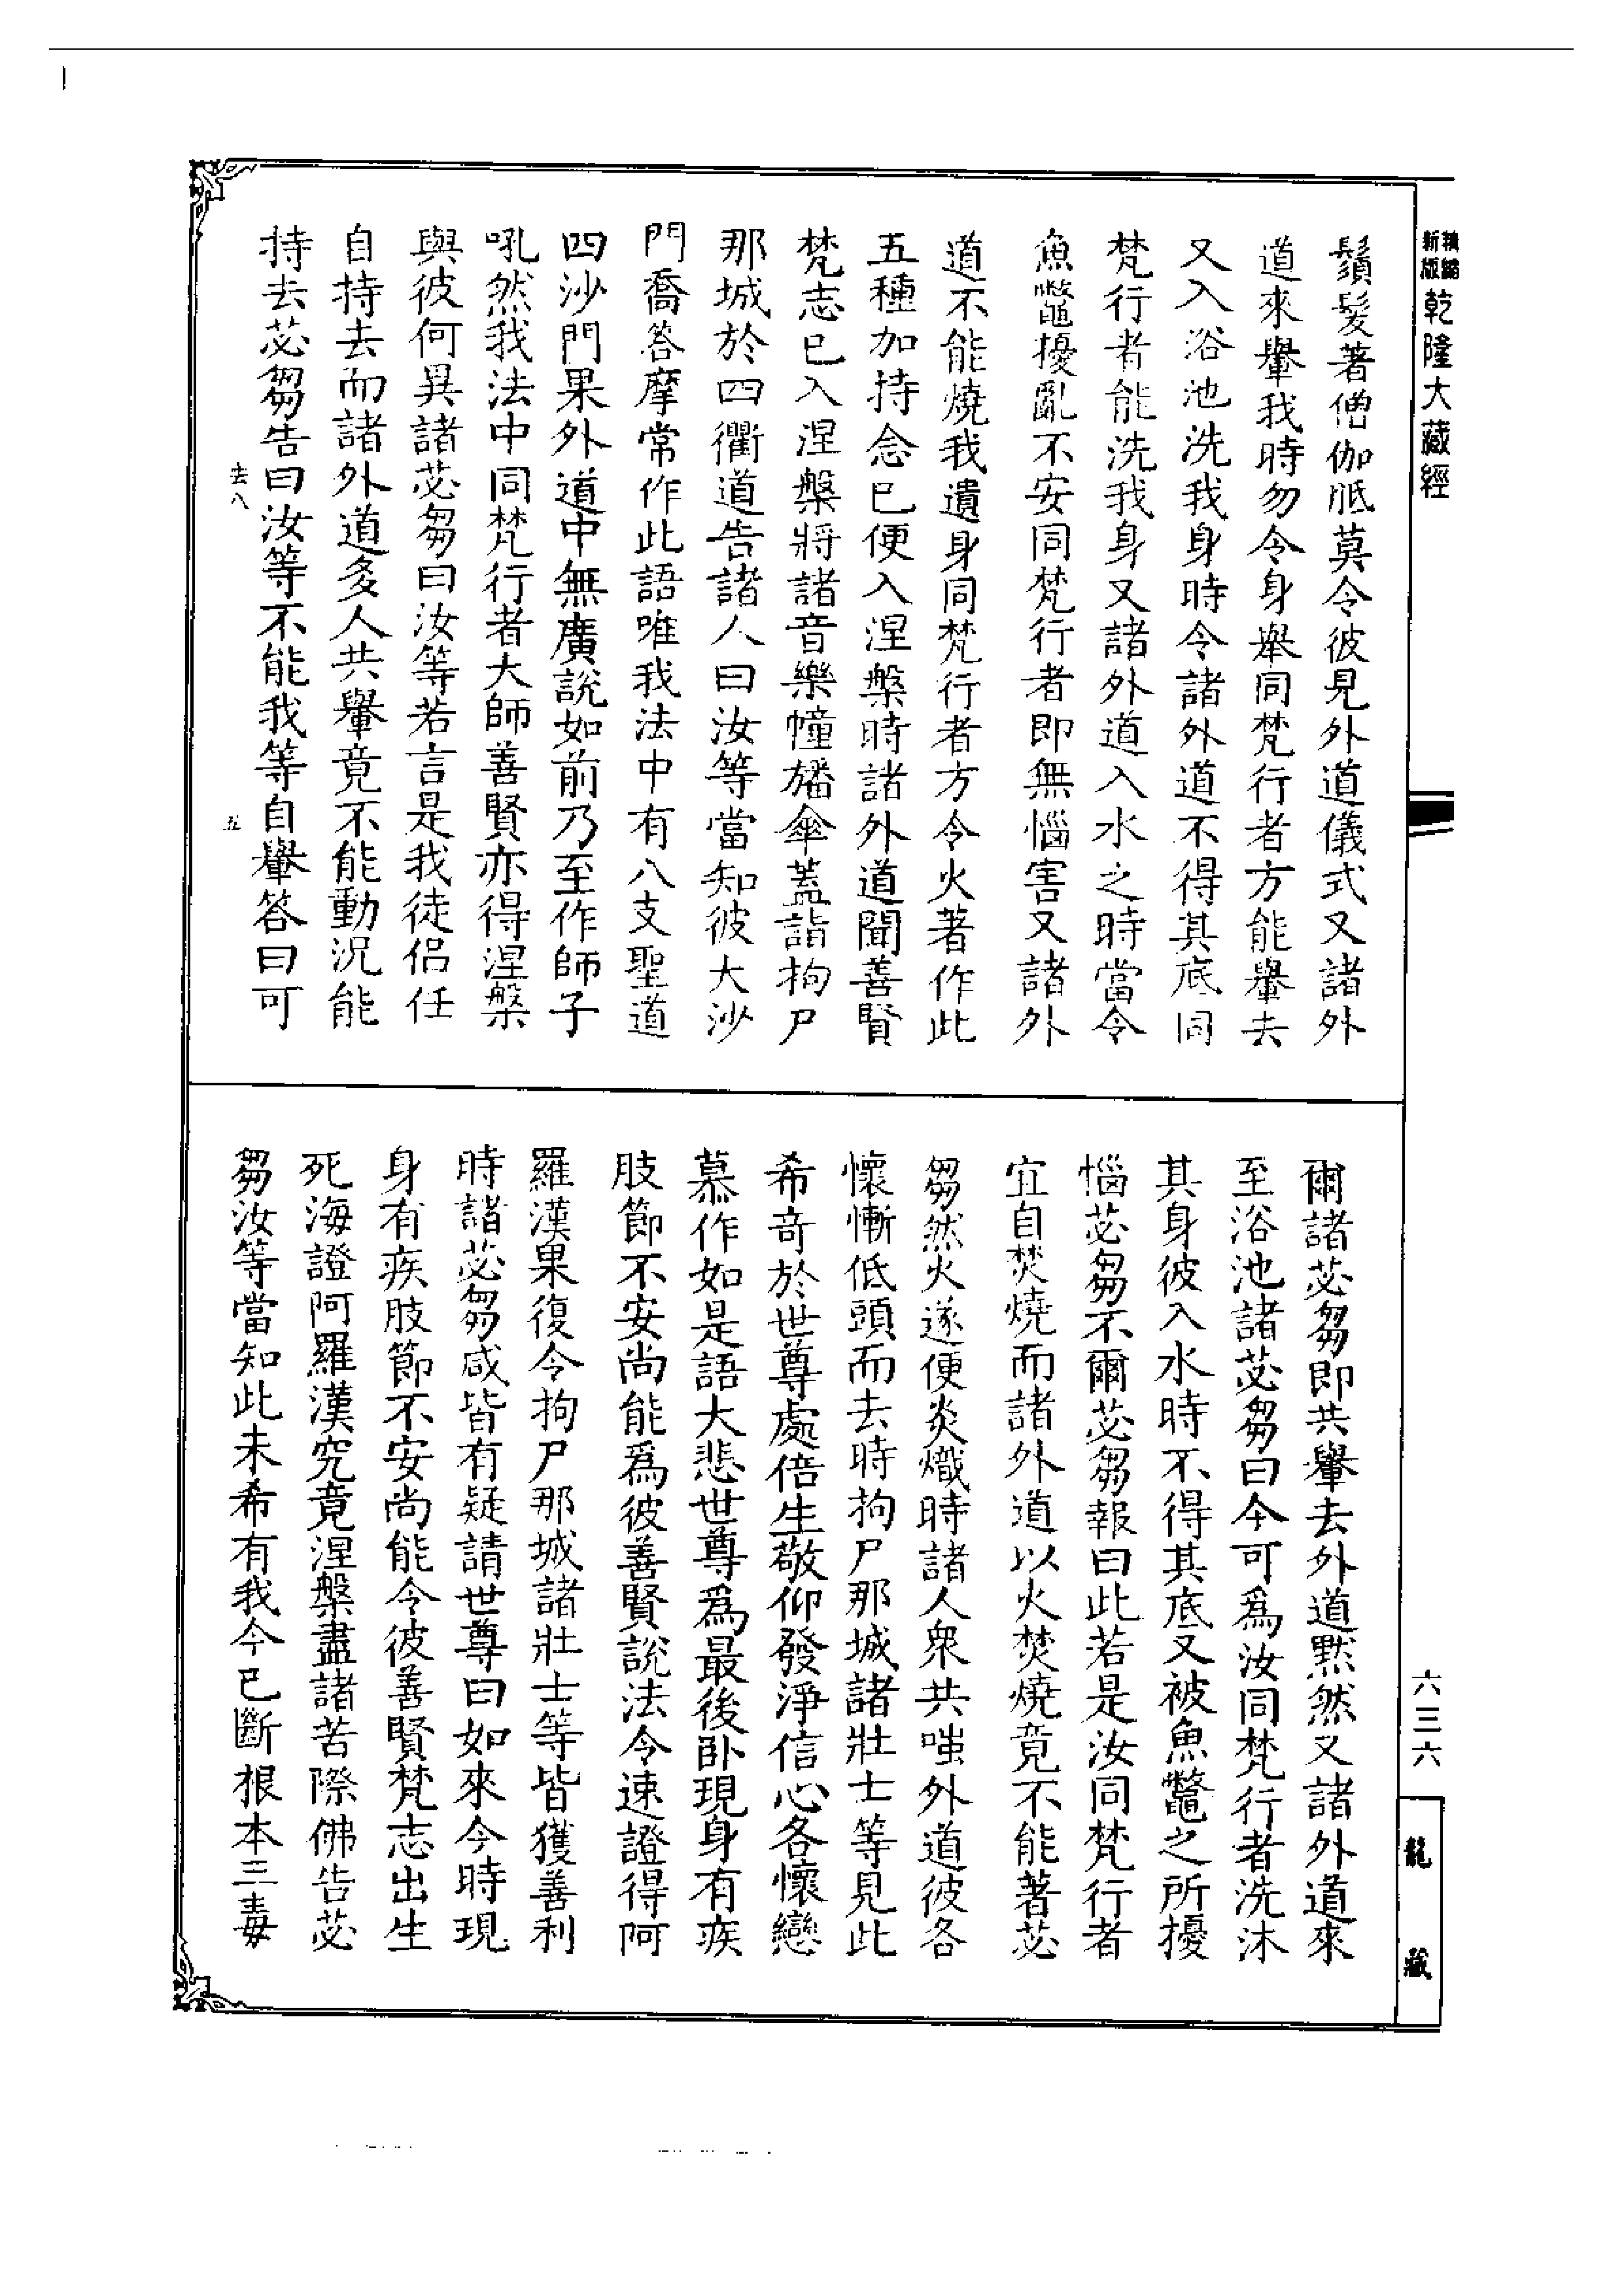 新版精縮乾隆大藏經
鬚髮著僧伽胝莫令彼見外道儀式又諸外
道來轝我時勿令身舉同梵行者方能轝去
又入浴池洗我身時令諸外道不得其底同
梵行者能洗我身又諸外道入水之時當令
魚鼈擾亂不安同梵行者即無惱害又諸外
道不能燒我遺身同梵行者方令火著作此
五種加持念已便入涅槃時諸外道聞善賢
梵志已入涅槃將諸音樂幢旛傘蓋詣拘尸
那城於四衢道告諸人曰汝等當知彼大沙
門喬答摩常作此語唯我法中有八支聖道
四沙門果外道中無廣說如前乃至作師子
吼然我法中同梵行者大師善賢亦得涅槃
與彼何異諸苾芻曰汝等若言是我徒侶任
自持去而諸外道多人共轝竟不能動況能
持去苾芻告曰汝等不能我等自轝答曰可
去八 五
爾諸苾芻即共轝去外道默然又諸外道來
至浴池諸苾芻曰今可為汝同梵行者洗沐
其身彼入水時不得其底又被魚鼈之所擾
惱苾芻不爾苾芻報曰此若是汝同梵行者
宜自焚燒而諸外道以火焚燒竟不能著苾
芻然火遂便炎熾時諸人眾共嗤外道彼各
懷慚低頭而去時拘尸那城諸壯士等見此
希奇於世尊處倍生敬仰發淨信心各懷戀
慕作如是語大悲世尊為最後臥現身有疾
肢節不安尚能為彼善賢說法令速證得阿
羅漢果復令拘尸那城諸壯士等皆獲善利
時諸苾芻咸皆有疑請世尊曰如來今時現
身有疾肢節不安尚能令彼善賢梵志出生
死海證阿羅漢究竟涅槃盡諸苦際佛告苾
芻汝等當知此未希有我今已斷根本三毒
六三六
龍藏